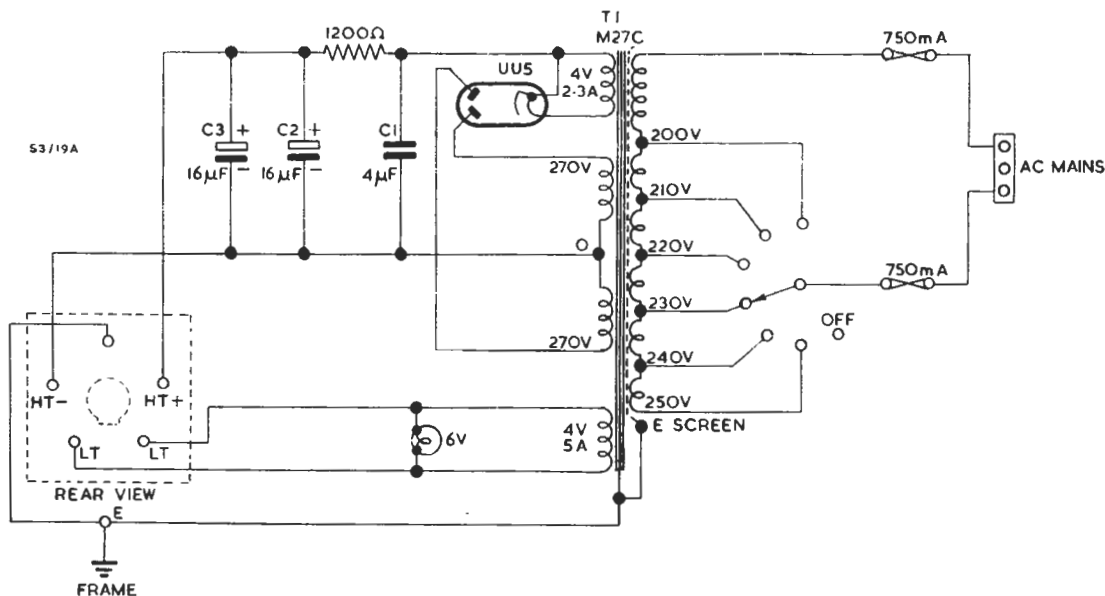 T1
M27C
1200Ω
750mA
UU5
4V
2·3A
200V
S3/19A
C3 +
16µF –
C2 +
16µF –
C1
4µF
270V
AC MAINS
210V
O
220V
750mA
230V
OFF
270V
240V
HT–
HT+
250V
E SCREEN
6V
4V
5A
LT
LT
REAR VIEW
E
FRAME